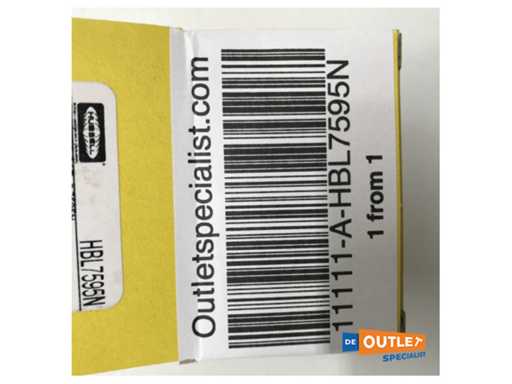 Outletspecialist.com
11111-A-HBL7595N
1 from 1
HBL7595N
DE OUTLET
SPECIALIST